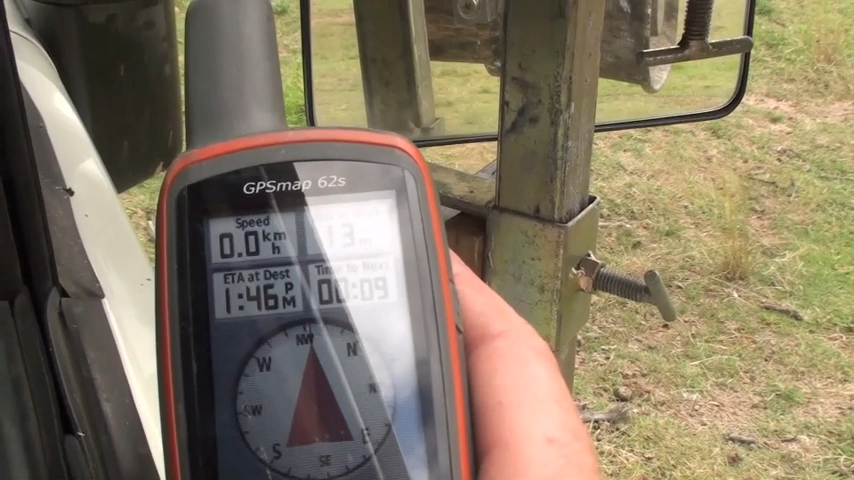 GPSmap 62s
Speed
0.0 km/h
13 m
ETA at Dest Time to Next
1:46 PM 00:09
NW
W N
SW
S E
SE